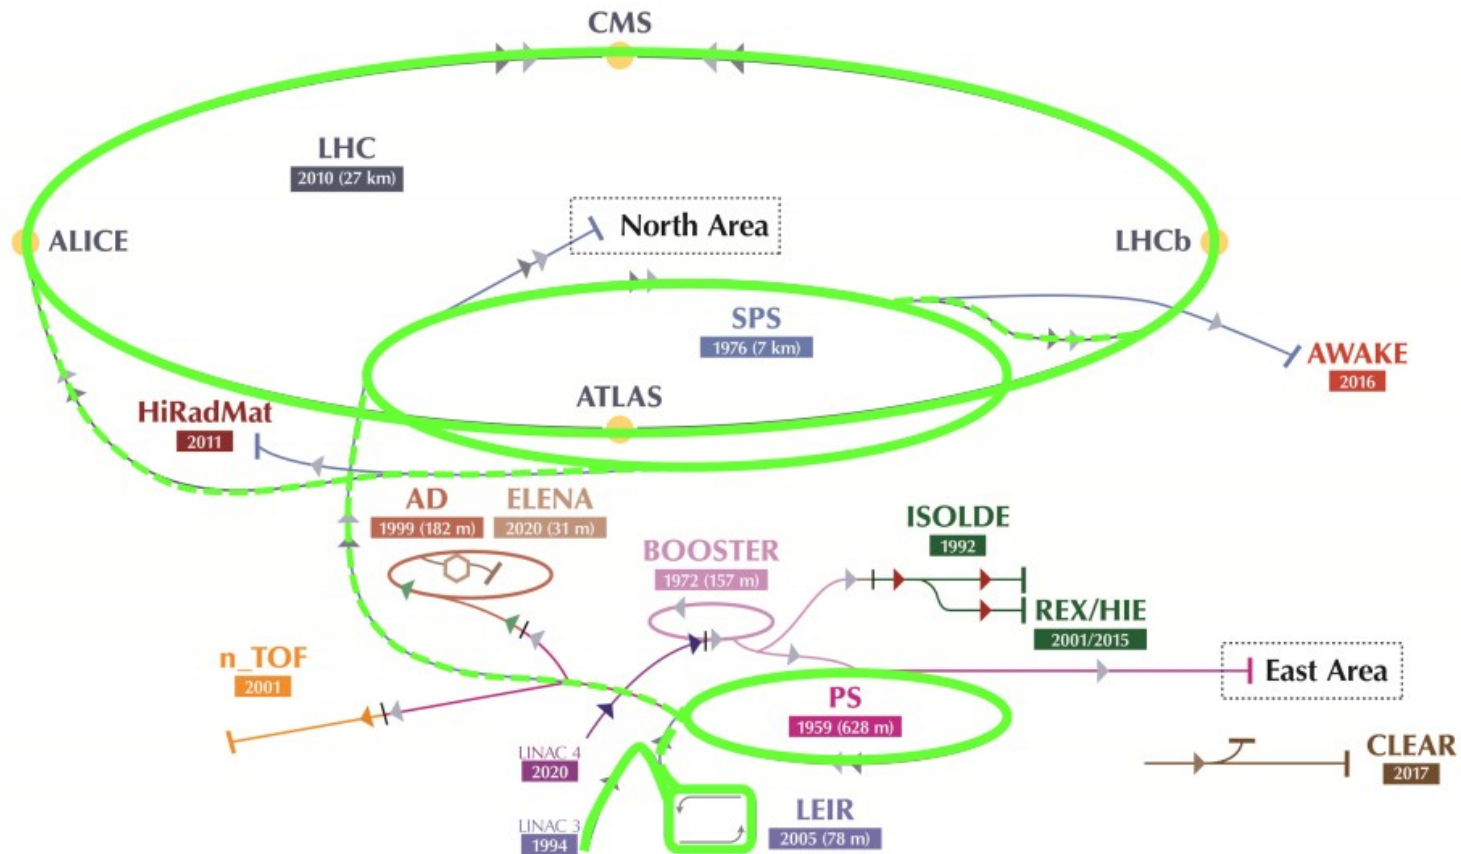 CMS
LHC
2010 (27 km)
North Area
ALICE
LHCb
SPS
1976 (7 km)
AWAKE
2016
ATLAS
HiRadMat
2011
AD
1999 (182 m)
ELENA
2020 (31 m)
ISOLDE
1992
BOOSTER
1972 (157 m)
REX/HIE
2001/2015
n_TOF
2001
East Area
PS
1959 (628 m)
LINAC 4
2020
CLEAR
2017
LINAC 3
1994
LEIR
2005 (78 m)